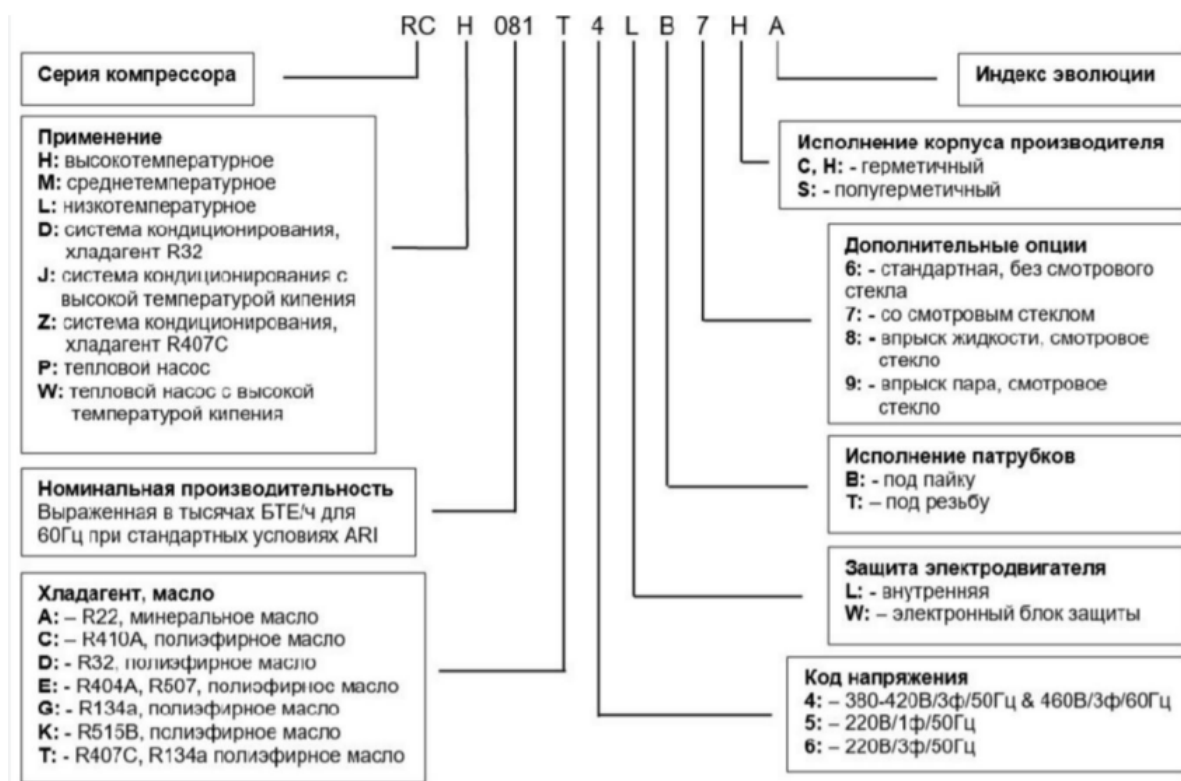 RC H 081 T 4 L B 7 H A
Серия компрессора
Применение
H: высокотемпературное
M: среднетемпературное
L: низкотемпературное
D: система кондиционирования,
хладагент R32
J: система кондиционирования с
высокой температурой кипения
Z: система кондиционирования,
хладагент R407C
P: тепловой насос
W: тепловой насос с высокой
температурой кипения
Номинальная производительность
Выраженная в тысячах БТЕ/ч для
60Гц при стандартных условиях ARI
Хладагент, масло
A: – R22, минеральное масло
C: – R410A, полиэфирное масло
D: - R32, полиэфирное масло
E: - R404A, R507, полиэфирное масло
G: - R134a, полиэфирное масло
K: - R515B, полиэфирное масло
T: - R407C, R134a полиэфирное масло
Индекс эволюции
Исполнение корпуса производителя
C, H: - герметичный
S: - полугерметичный
Дополнительные опции
6: - стандартная, без смотрового
стекла
7: - со смотровым стеклом
8: - впрыск жидкости, смотровое
стекло
9: - впрыск пара, смотровое
стекло
Исполнение патрубков
B: - под пайку
T: – под резьбу
Защита электродвигателя
L: - внутренняя
W: – электронный блок защиты
Код напряжения
4: – 380-420В/3ф/50Гц & 460В/3ф/60Гц
5: – 220В/1ф/50Гц
6: – 220В/3ф/50Гц